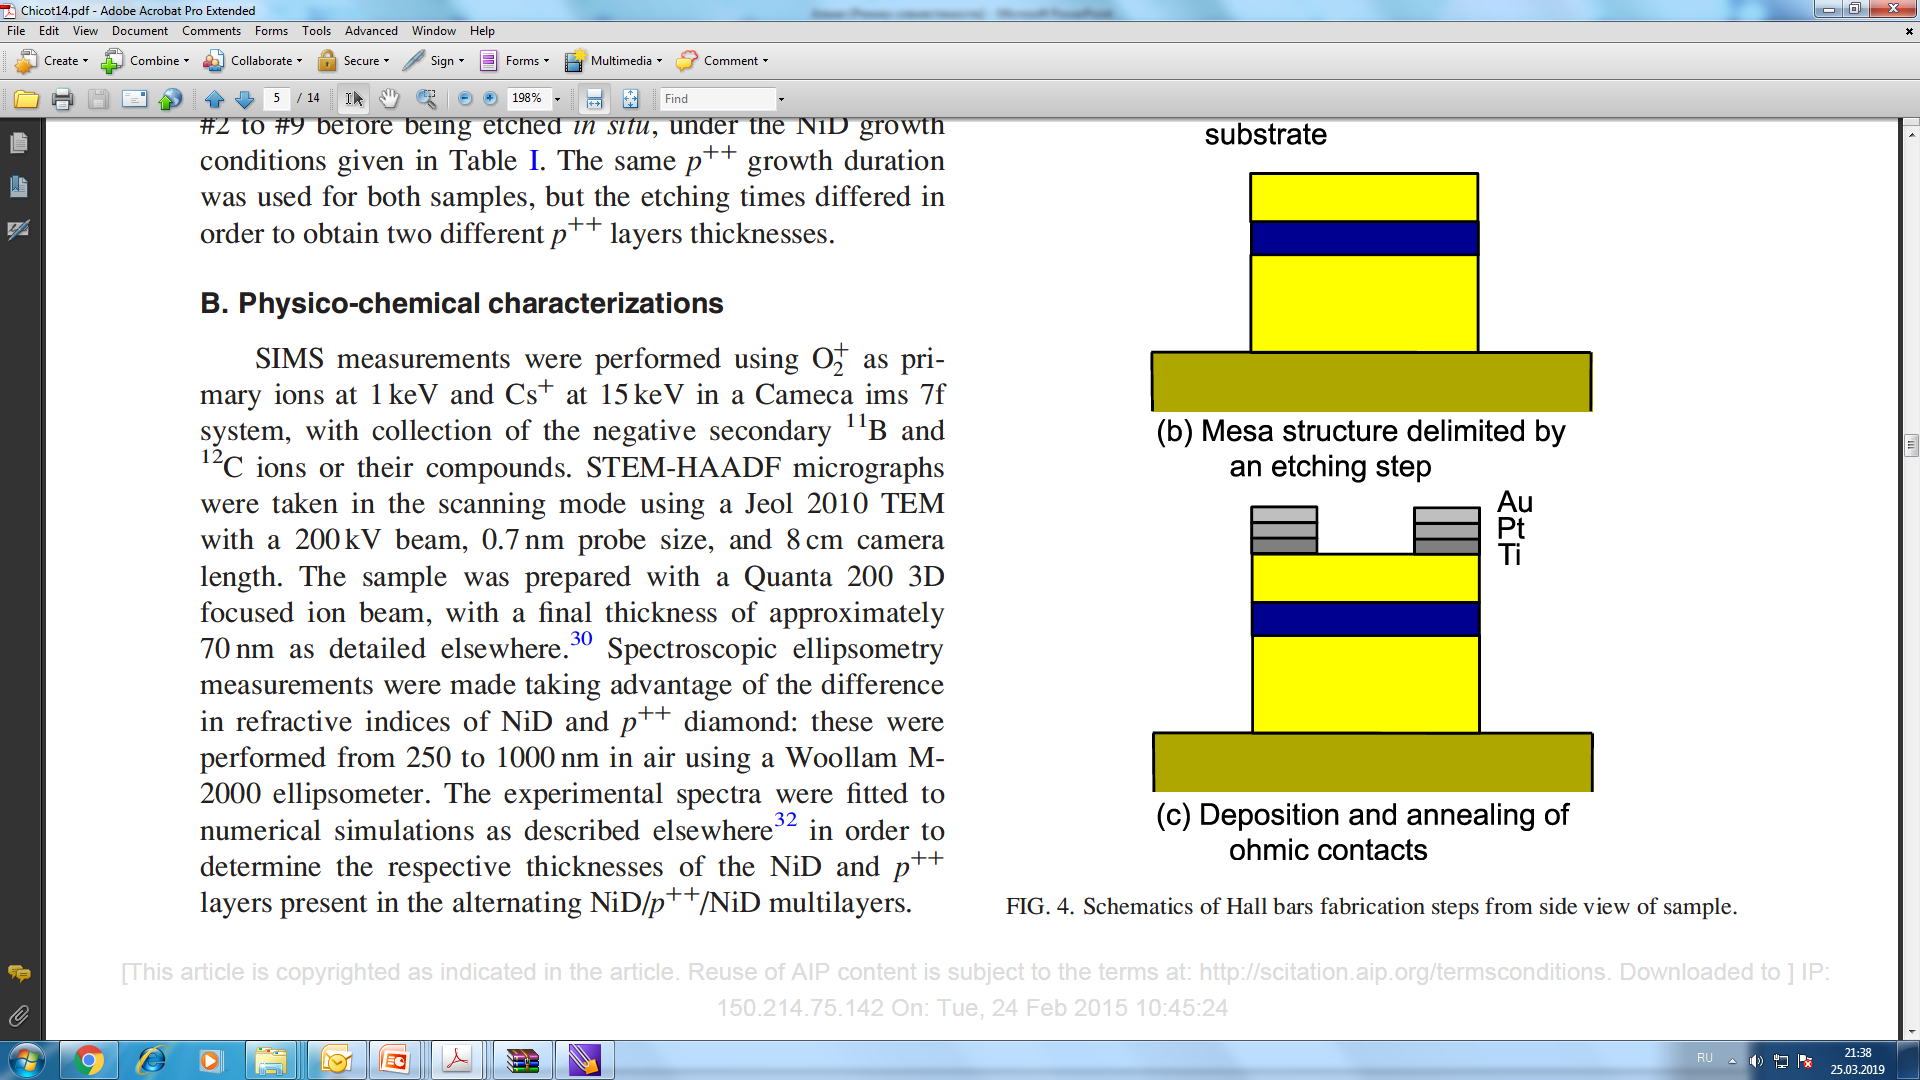 Chicot14.pdf - Adobe Acrobat Pro Extended
File Edit View Document Comments Forms Tools Advanced Window Help
Create Combine Collaborate Secure Sign Forms Multimedia Comment
5 / 14 198% Find
#2 to #9 before being etched in situ, under the NiD growth
conditions given in Table I. The same p++ growth duration
was used for both samples, but the etching times differed in
order to obtain two different p++ layers thicknesses.
B. Physico-chemical characterizations
SIMS measurements were performed using O2+ as pri-
mary ions at 1 keV and Cs+ at 15 keV in a Cameca ims 7f
system, with collection of the negative secondary 11B and
12C ions or their compounds. STEM-HAADF micrographs
were taken in the scanning mode using a Jeol 2010 TEM
with a 200 kV beam, 0.7 nm probe size, and 8 cm camera
length. The sample was prepared with a Quanta 200 3D
focused ion beam, with a final thickness of approximately
70 nm as detailed elsewhere.30 Spectroscopic ellipsometry
measurements were made taking advantage of the difference
in refractive indices of NiD and p++ diamond: these were
performed from 250 to 1000 nm in air using a Woollam M-
2000 ellipsometer. The experimental spectra were fitted to
numerical simulations as described elsewhere32 in order to
determine the respective thicknesses of the NiD and p++
layers present in the alternating NiD/p++/NiD multilayers.
substrate
(b) Mesa structure delimited by
an etching step
Au
Pt
Ti
(c) Deposition and annealing of
ohmic contacts
FIG. 4. Schematics of Hall bars fabrication steps from side view of sample.
[This article is copyrighted as indicated in the article. Reuse of AIP content is subject to the terms at: http://scitation.aip.org/termsconditions. Downloaded to ] IP:
150.214.75.142 On: Tue, 24 Feb 2015 10:45:24
RU
21:38
25.03.2019